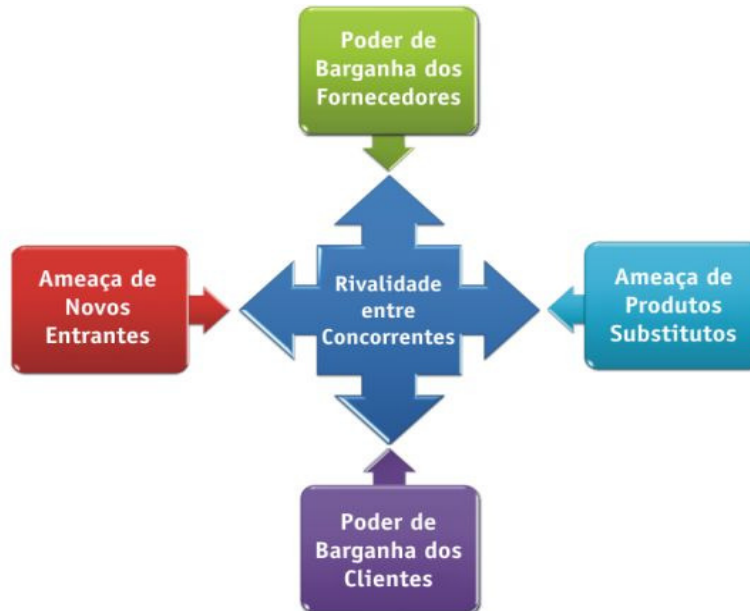 Poder de
Barganha dos
Fornecedores
Ameaça de
Novos
Entrantes
Rivalidade
entre
Concorrentes
Ameaça de
Produtos
Substitutos
Poder de
Barganha dos
Clientes